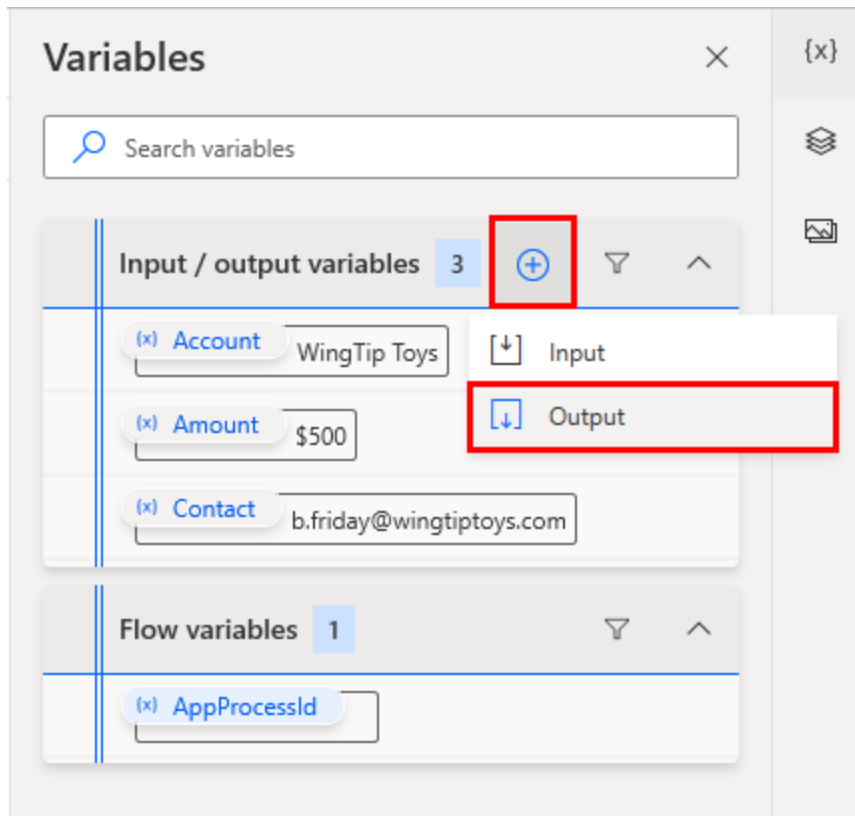 Variables
{x}
Search variables
Input / output variables 3
(x) Account WingTip Toys
Input
(x) Amount $500
Output
(x) Contact b.friday@wingtiptoys.com
Flow variables 1
(x) AppProcessId